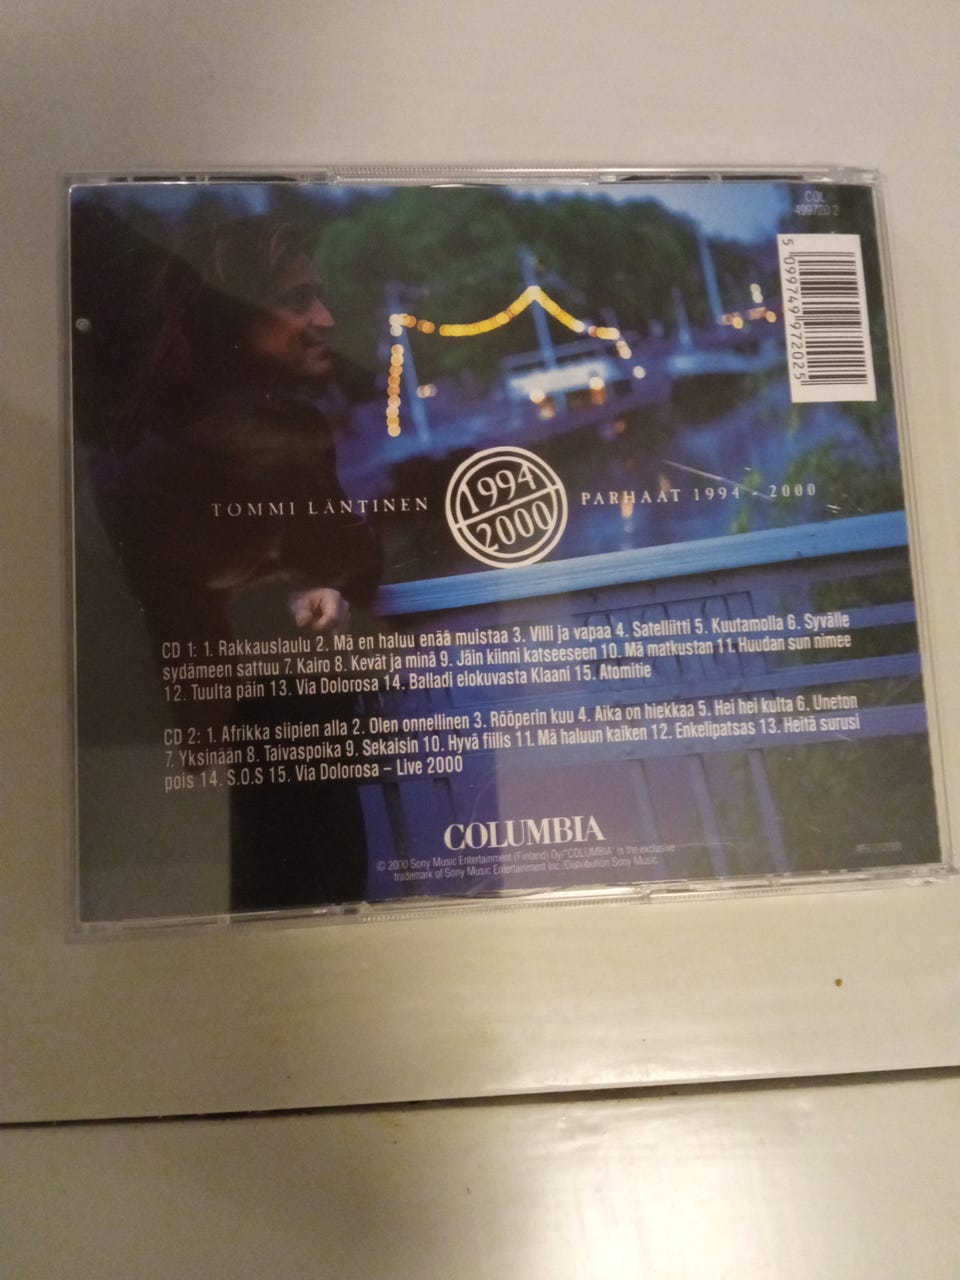 COL
499720 2
5 099749 972025
TOMMI LÄNTINEN
1994
2000
PARHAAT 1994 - 2000
CD 1: 1. Rakkauslaulu 2. Mä en haluu enää muistaa 3. Villi ja vapaa 4. Satelliitti 5. Kuutamolla 6. Syvälle
sydämeen sattuu 7. Kairo 8. Kevät ja minä 9. Jäin kiinni katseeseen 10. Mä matkustan 11. Huudan sun nimee
12. Tuulta päin 13. Via Dolorosa 14. Balladi elokuvasta Klaani 15. Atomitie
CD 2: 1. Afrikka siipien alla 2. Olen onnellinen 3. Rööperin kuu 4. Aika on hiekkaa 5. Hei hei kulta 6. Uneton
7. Yksinään 8. Taivaspoika 9. Sekaisin 10. Hyvä fiilis 11. Mä haluun kaiken 12. Enkelipatsas 13. Heitä surusi
pois 14. S.O.S 15. Via Dolorosa – Live 2000
COLUMBIA
© 2000 Sony Music Entertainment (Finland) Oy/"COLUMBIA" is the exclusive
trademark of Sony Music Entertainment Inc./Distribution: Sony Music